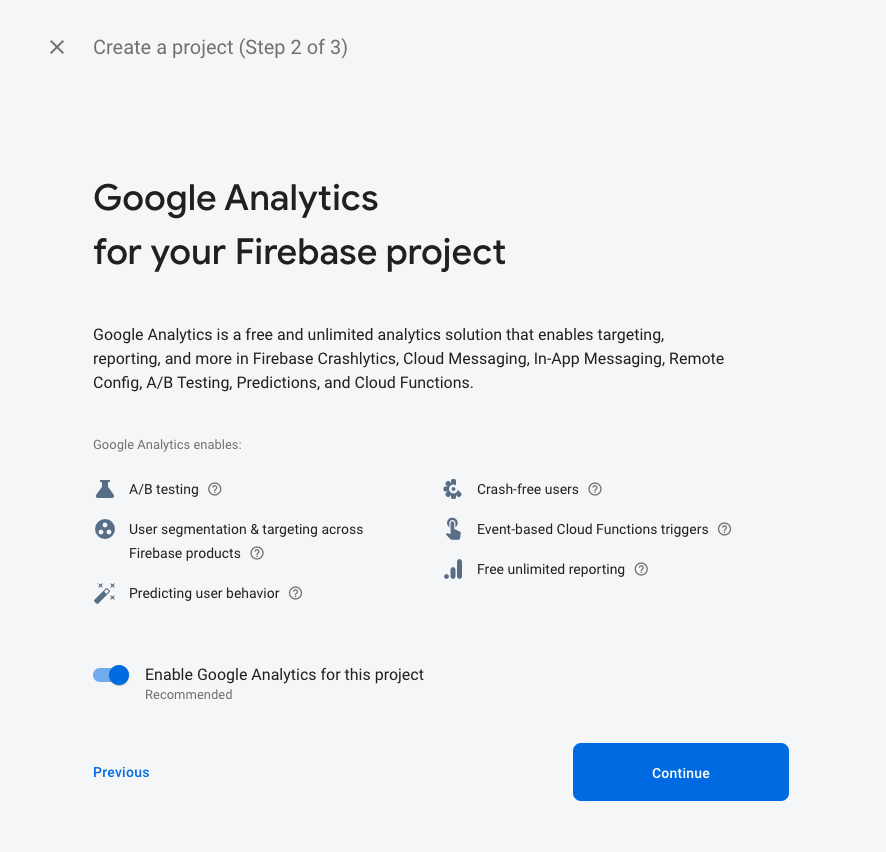 Create a project (Step 2 of 3)
Google Analytics
for your Firebase project
Google Analytics is a free and unlimited analytics solution that enables targeting,
reporting, and more in Firebase Crashlytics, Cloud Messaging, In-App Messaging, Remote
Config, A/B Testing, Predictions, and Cloud Functions.
Google Analytics enables:
A/B testing
User segmentation & targeting across
Firebase products
Predicting user behavior
Crash-free users
Event-based Cloud Functions triggers
Free unlimited reporting
Enable Google Analytics for this project
Recommended
Previous
Continue